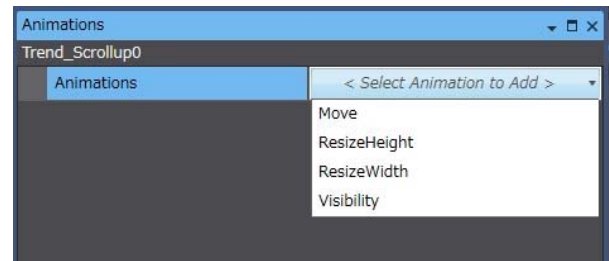 Animations
Trend_Scrollup0
Animations < Select Animation to Add >
Move
ResizeHeight
ResizeWidth
Visibility